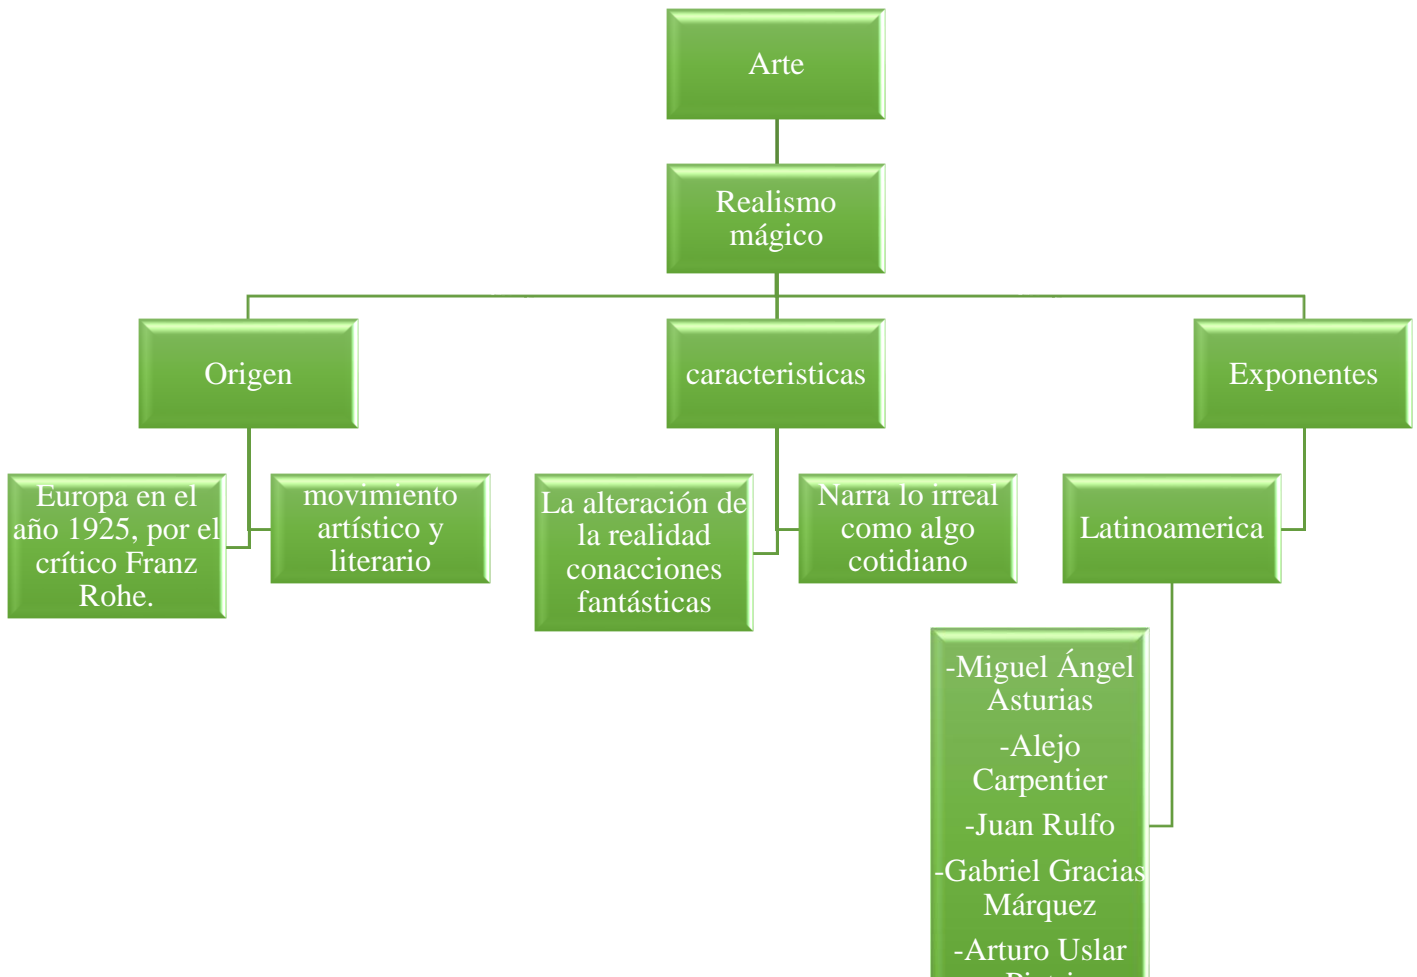 Arte
Realismo
mágico
Origen
caracteristicas
Exponentes
Europa en el
año 1925, por el
crítico Franz
Rohe.
movimiento
artístico y
literario
La alteración de
la realidad
conacciones
fantásticas
Narra lo irreal
como algo
cotidiano
Latinoamerica
-Miguel Ángel
Asturias
-Alejo
Carpentier
-Juan Rulfo
-Gabriel Gracias
Márquez
-Arturo Uslar